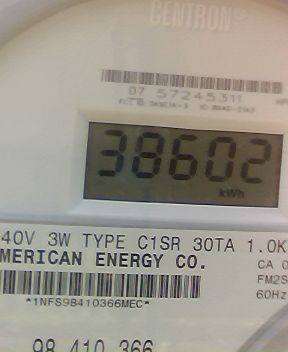 CENTRON®
07 57245311
38602
kWh
40V 3W TYPE C1SR 30TA 1.0K
MERICAN ENERGY CO.
CA 0
FM2S
60Hz
*1NFS9B410366MEC*
98 410 366